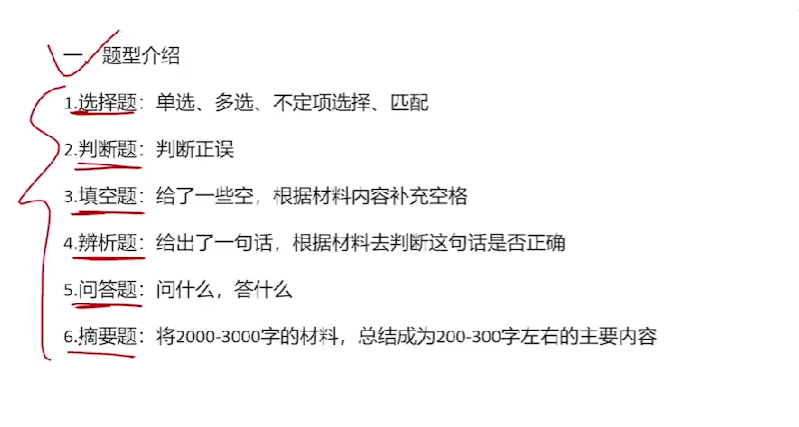 一、题型介绍
1.选择题：单选、多选、不定项选择、匹配
2.判断题：判断正误
3.填空题：给了一些空，根据材料内容补充空格
4.辨析题：给出了一句话，根据材料去判断这句话是否正确
5.问答题：问什么，答什么
6.摘要题：将2000-3000字的材料，总结成为200-300字左右的主要内容